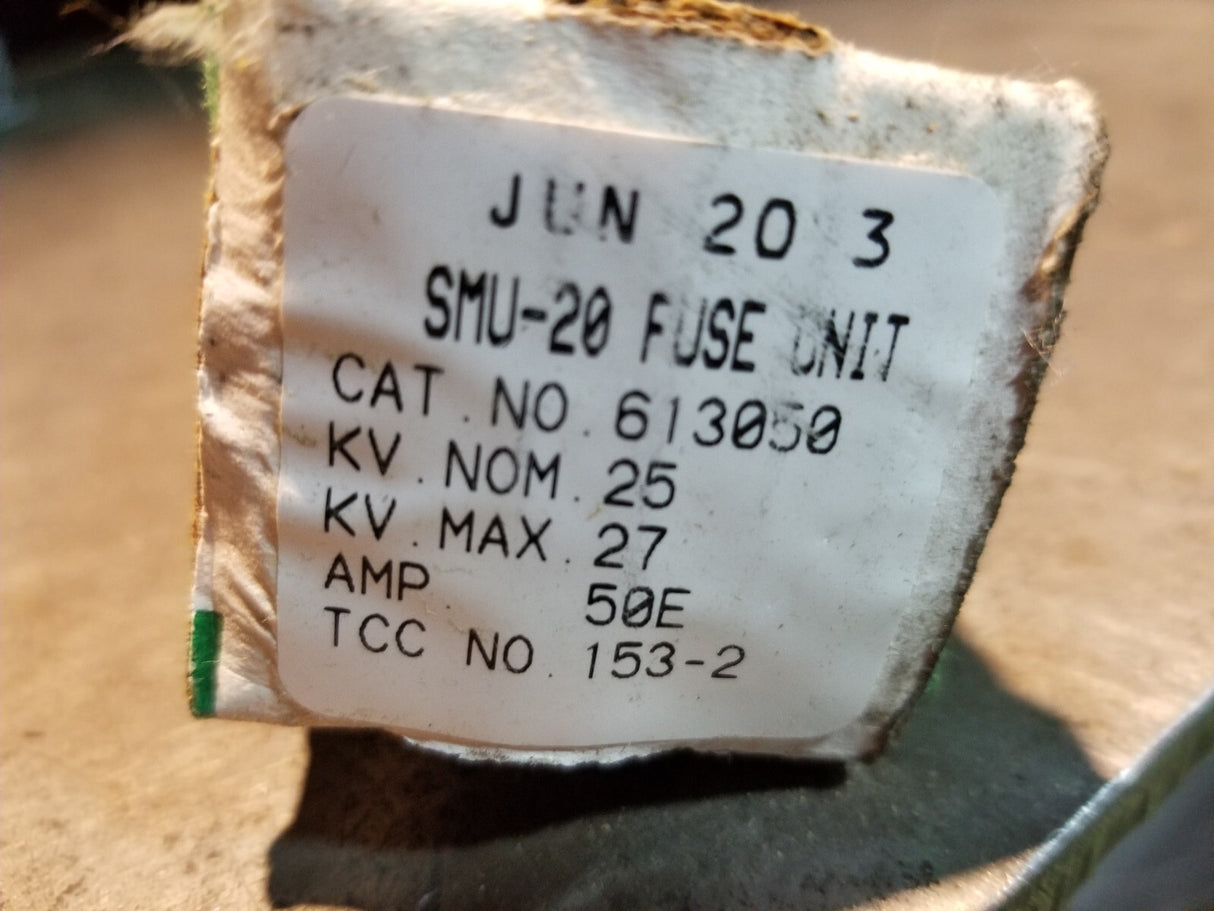 JUN 20 3
SMU-20 FUSE UNIT
CAT. NO. 613050
KV. NOM. 25
KV. MAX. 27
AMP. 50E
TCC NO. 153-2